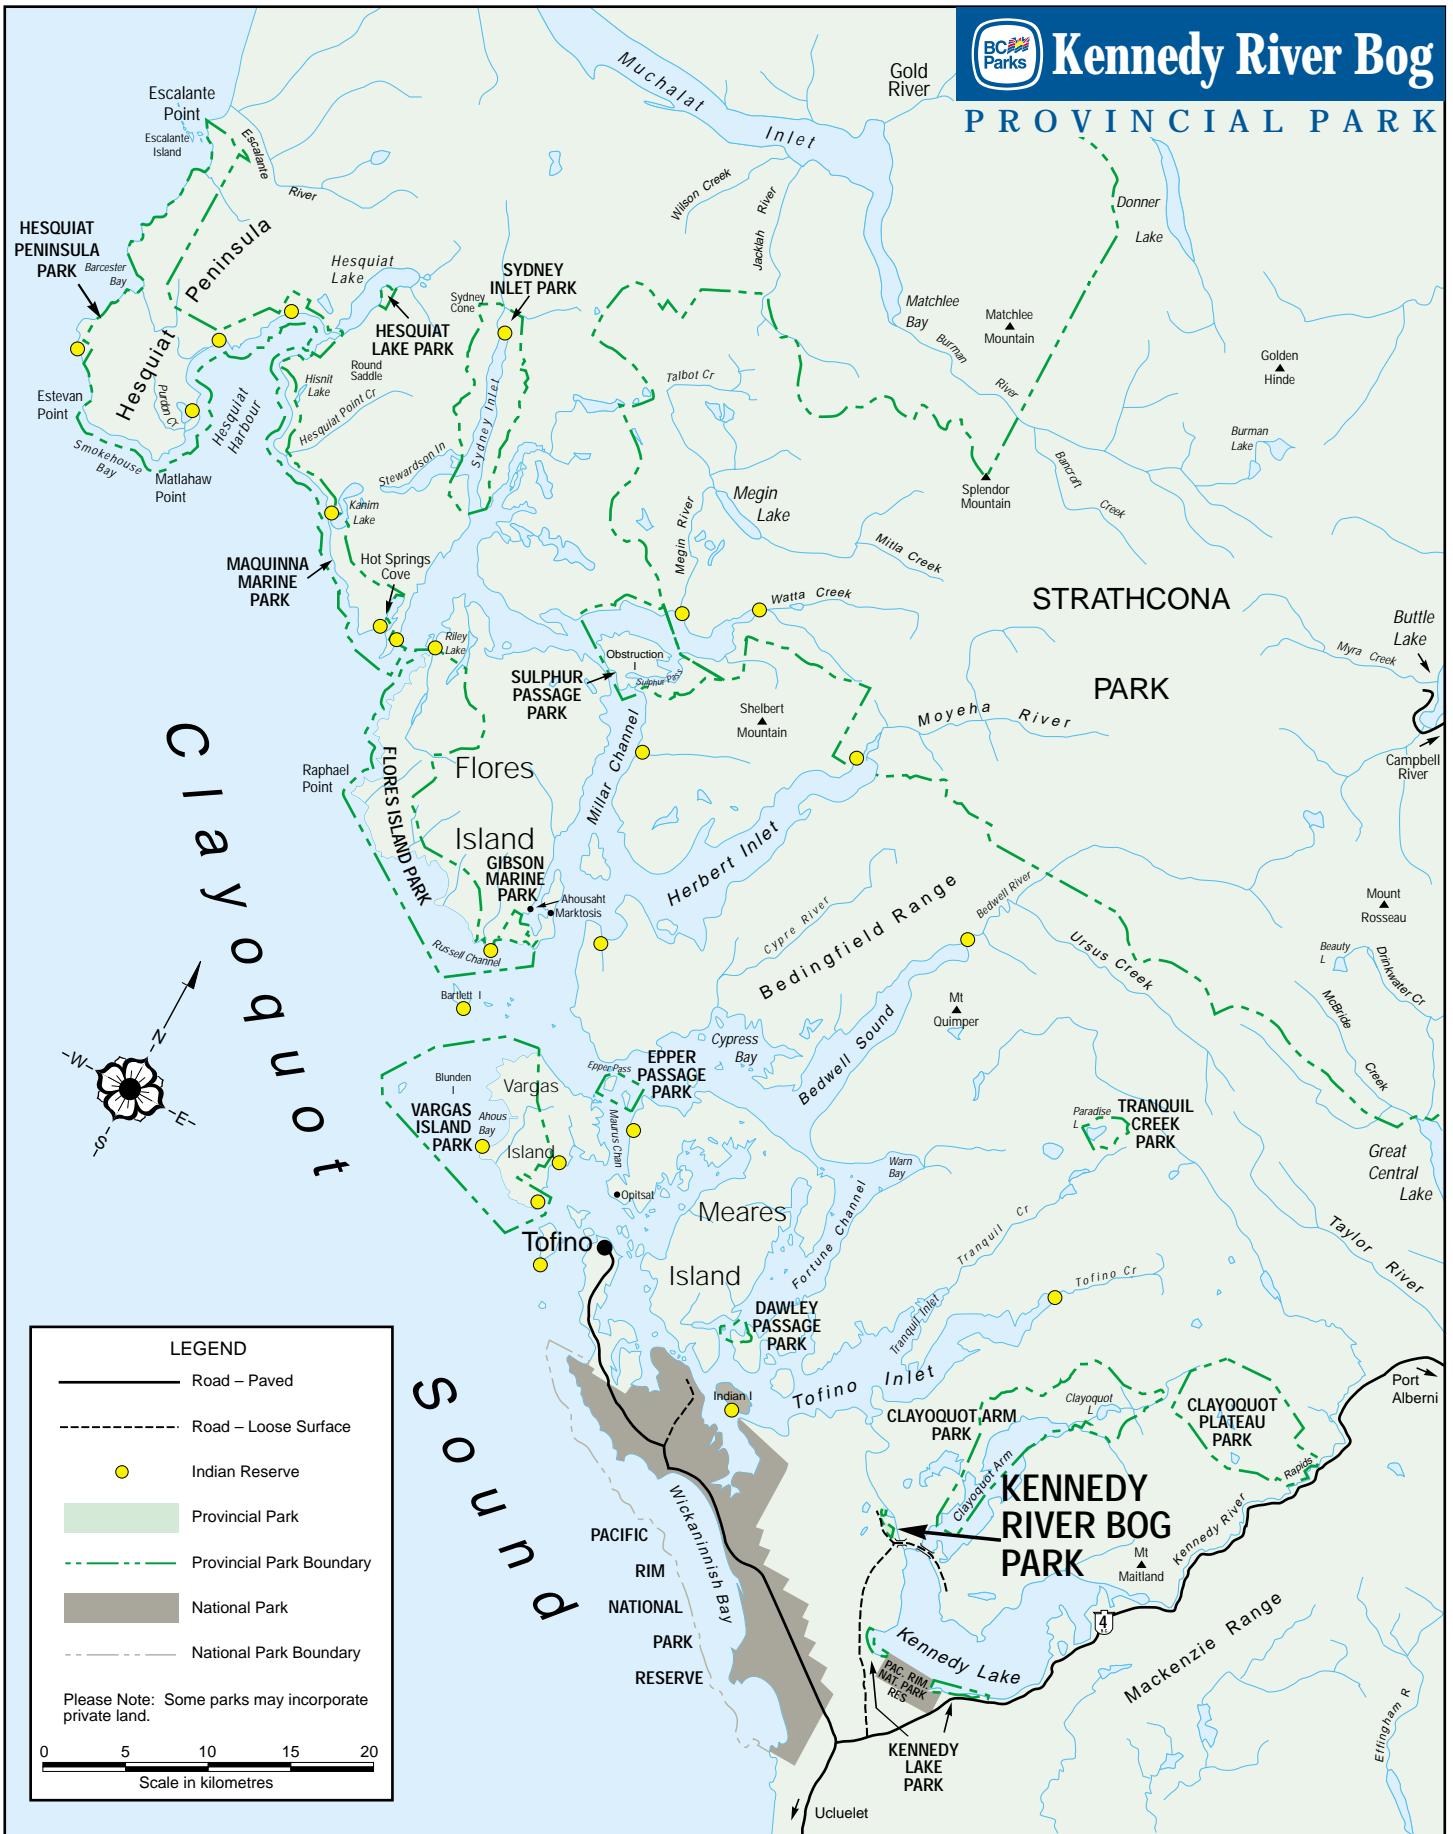 BC
Parks
Kennedy River Bog
PROVINCIAL PARK
Muchalat
Inlet
Gold
River
Escalante
Point
Escalante
Island
Escalante
River
Wilson Creek
Jacklah River
Donner
Lake
HESQUIAT
PENINSULA
PARK
Barcester
Bay
Hesquiat
Peninsula
Hesquiat
Lake
SYDNEY
INLET PARK
Sydney
Cone
HESQUIAT
LAKE PARK
Round
Saddle
Hisnit
Lake
Hesquiat Point Cr
Talbot Cr
Matchlee
Bay
Matchlee
Mountain
Burman
River
Golden
Hinde
Burman
Lake
Estevan
Point
Purdon Cr
Hesquiat
Harbour
Smokehouse
Bay
Matlahaw
Point
Stewardson In
Sydney Inlet
Kanim
Lake
Megin River
Megin
Lake
Mitla Creek
Splendor
Mountain
Bancroft
Creek
MAQUINNA
MARINE
PARK
Hot Springs
Cove
Watta Creek
STRATHCONA
PARK
Buttle
Lake
Myra Creek
Riley
Lake
Obstruction
I
Sulphur Pass
SULPHUR
PASSAGE
PARK
Shelbert
Mountain
Moyeha River
Campbell
River
Clayoquot
Sound
Raphael
Point
FLORES ISLAND PARK
Flores
Island
Millar Channel
Herbert Inlet
GIBSON
MARINE
PARK
Ahousaht
Marktosis
Russell Channel
Bartlett I
Cypre River
Bedingfield Range
Bedwell River
Ursus Creek
Mount
Rosseau
Beauty
L
Drinkwater Cr
McBride
Creek
Mt
Quimper
Bedwell Sound
Cypress
Bay
N
W
E
S
Blunden
I
Vargas
Island
Ahous
Bay
VARGAS
ISLAND
PARK
Epper Pass
EPPER
PASSAGE
PARK
Maurus Chan
Opitsat
Paradise
L
TRANQUIL
CREEK
PARK
Great
Central
Lake
Warn
Bay
Meares
Island
Fortune Channel
Tranquil Cr
Taylor River
Tofino
Tofino Cr
Tranquil Inlet
DAWLEY
PASSAGE
PARK
Indian I
Tofino Inlet
Port
Alberni
Clayoquot
L
CLAYOQUOT ARM
PARK
CLAYOQUOT
PLATEAU
PARK
Clayoquot Arm
Rapids
KENNEDY
RIVER BOG
PARK
Kennedy River
Mt
Maitland
4
PACIFIC
RIM
NATIONAL
PARK
RESERVE
Wickaninnish Bay
Kennedy Lake
PAC. RIM.
NAT. PARK
RES
Mackenzie Range
Effingham R
KENNEDY
LAKE
PARK
Ucluelet
LEGEND
Road – Paved
Road – Loose Surface
Indian Reserve
Provincial Park
Provincial Park Boundary
National Park
National Park Boundary
Please Note: Some parks may incorporate
private land.
0 5 10 15 20
Scale in kilometres